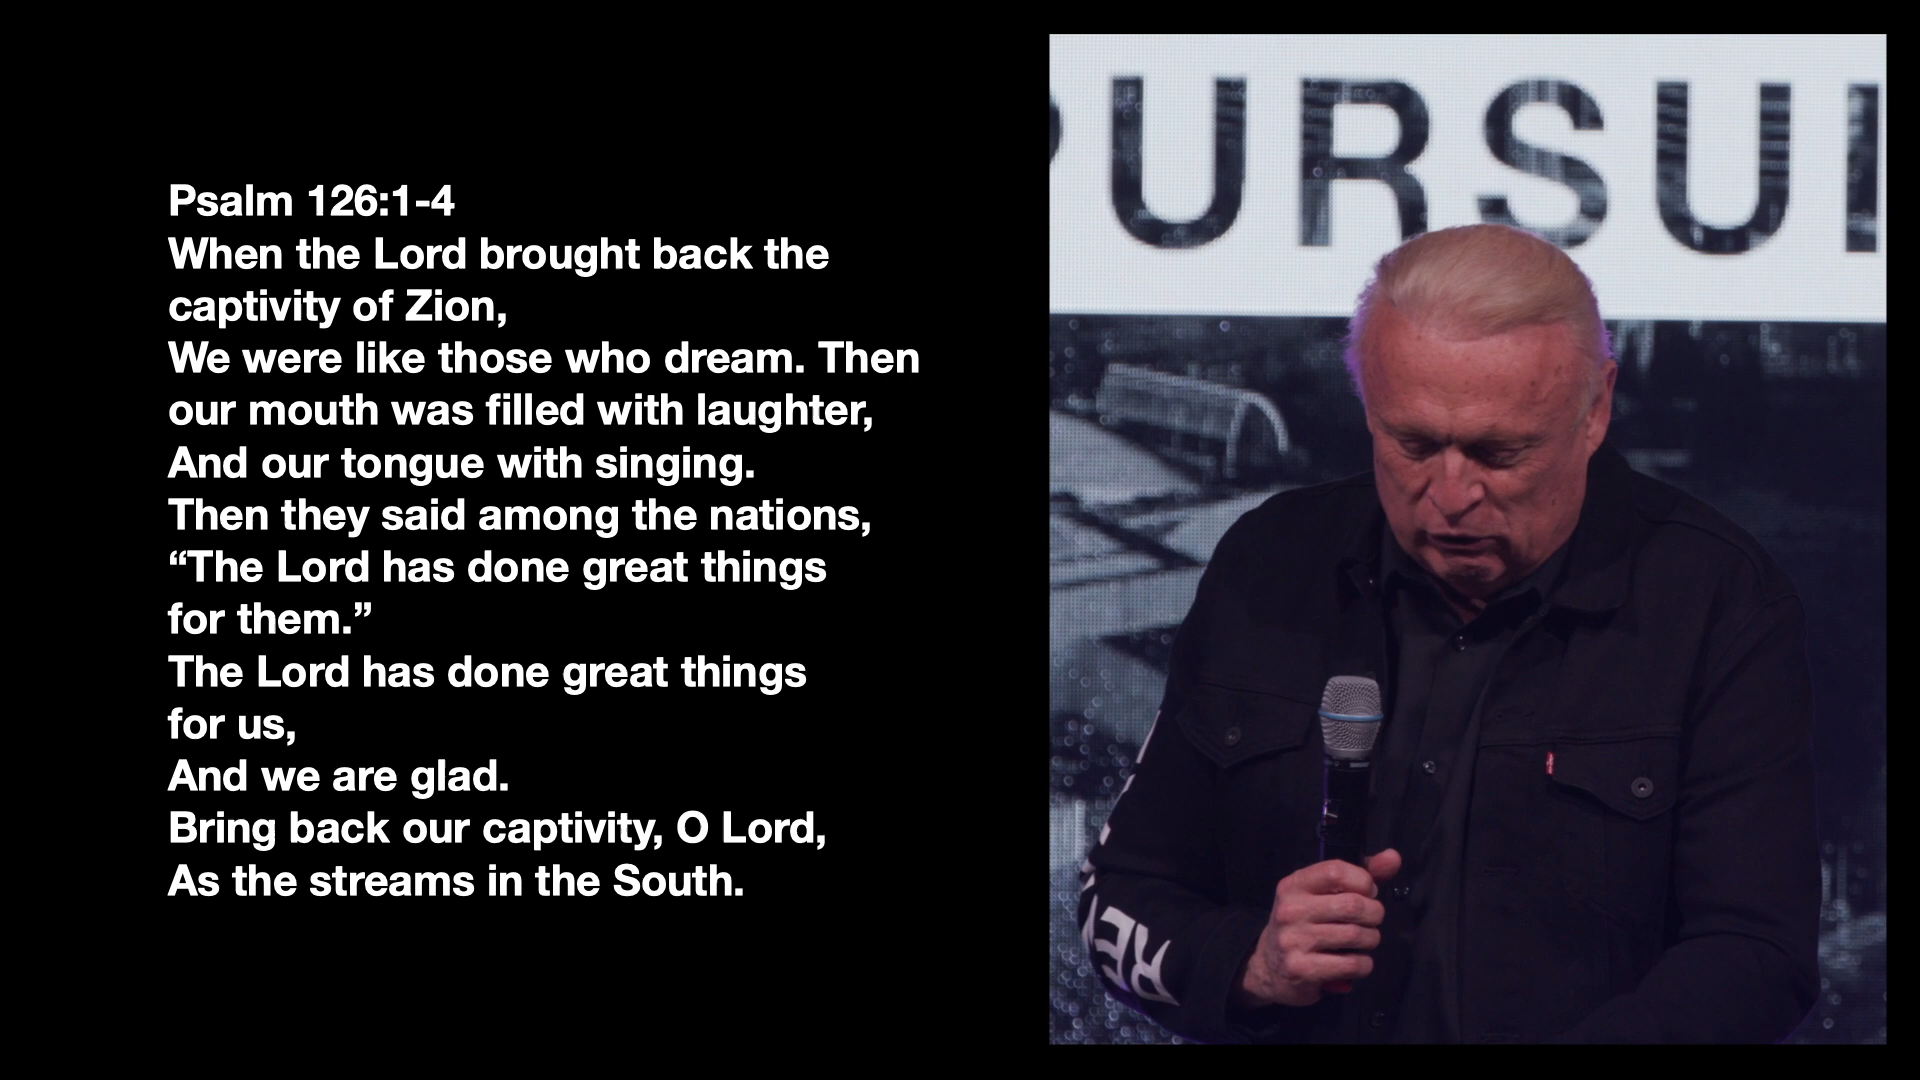 Psalm 126:1-4
When the Lord brought back the
captivity of Zion,
We were like those who dream. Then
our mouth was filled with laughter,
And our tongue with singing.
Then they said among the nations,
“The Lord has done great things
for them.”
The Lord has done great things
for us,
And we are glad.
Bring back our captivity, O Lord,
As the streams in the South.
PURSUI